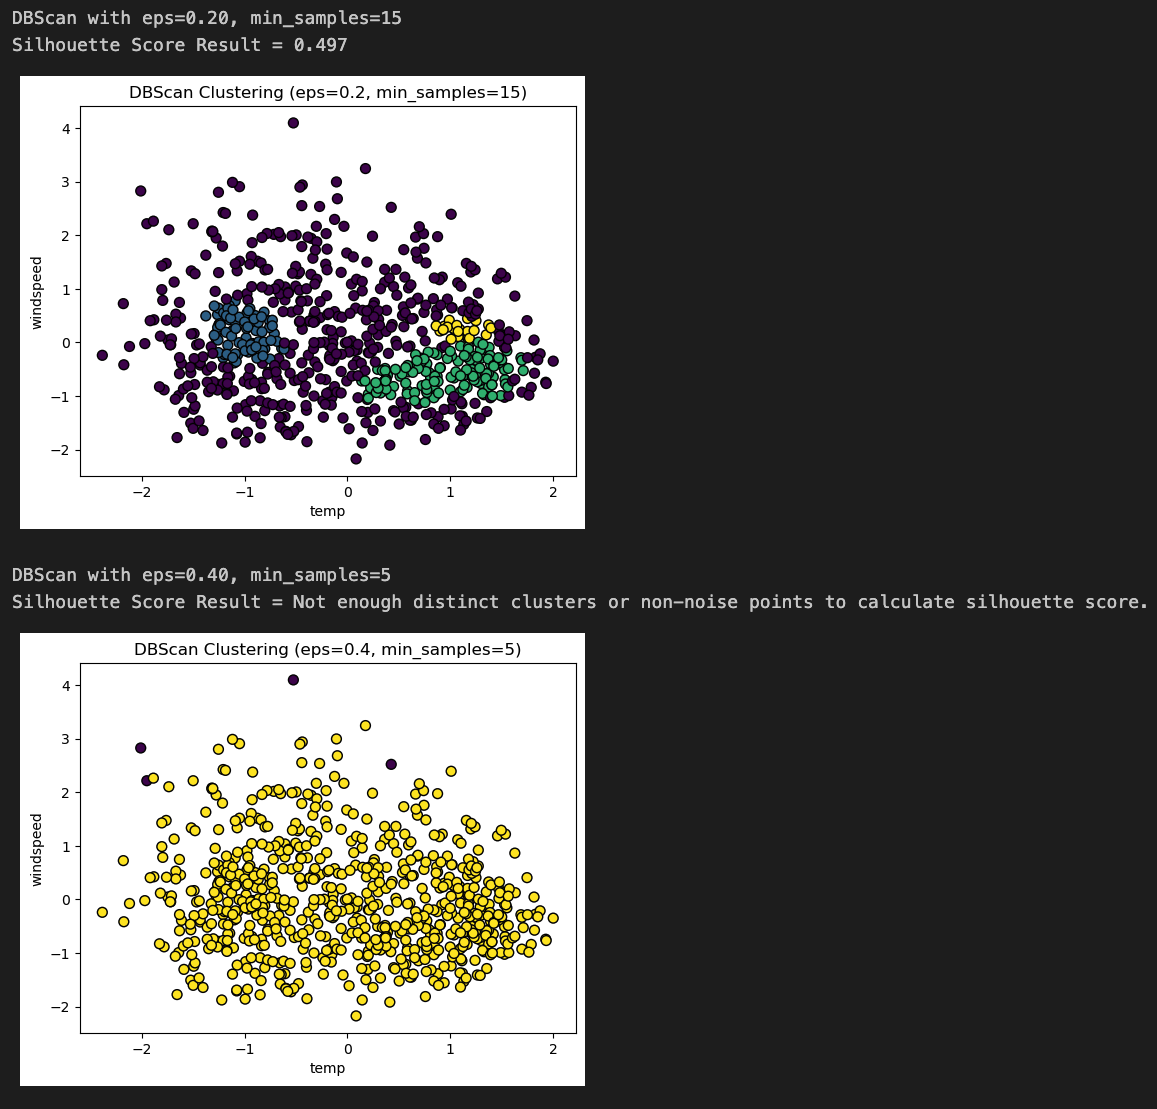 DBScan with eps=0.20, min_samples=15
Silhouette Score Result = 0.497
DBScan Clustering (eps=0.2, min_samples=15)
4
3
2
1
0
−1
−2
windspeed
−2 −1 0 1 2
temp
DBScan with eps=0.40, min_samples=5
Silhouette Score Result = Not enough distinct clusters or non-noise points to calculate silhouette score.
DBScan Clustering (eps=0.4, min_samples=5)
4
3
2
1
0
−1
−2
windspeed
−2 −1 0 1 2
temp